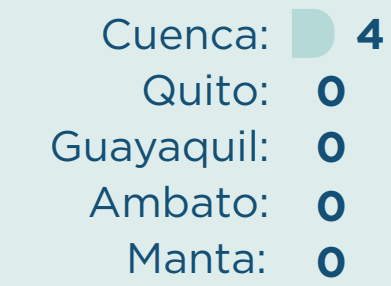 Cuenca: 4
Quito: 0
Guayaquil: 0
Ambato: 0
Manta: 0